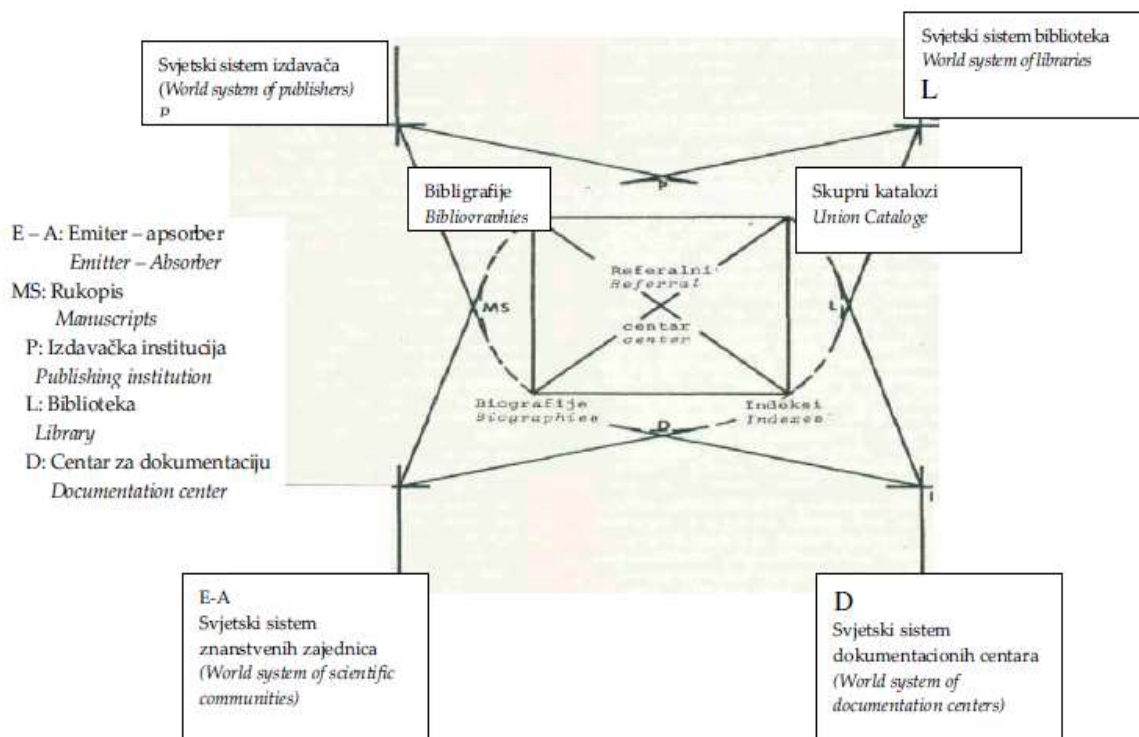 Svjetski sistem izdavača
(World system of publishers)
P
Svjetski sistem biblioteka
World system of libraries
L
P
Bibligrafije
Bibliographies
Skupni katalozi
Union Cataloge
E – A: Emiter – apsorber
Emitter – Absorber
MS: Rukopis
Manuscripts
P: Izdavačka institucija
Publishing institution
L: Biblioteka
Library
D: Centar za dokumentaciju
Documentation center
Referalni
Referral
MS
L
centar
center
Biografije
Biographies
Indeksi
Indexes
D
E-A
Svjetski sistem
znanstvenih zajednica
(World system of scientific
communities)
D
Svjetski sistem
dokumentacionih centara
(World system of
documentation centers)